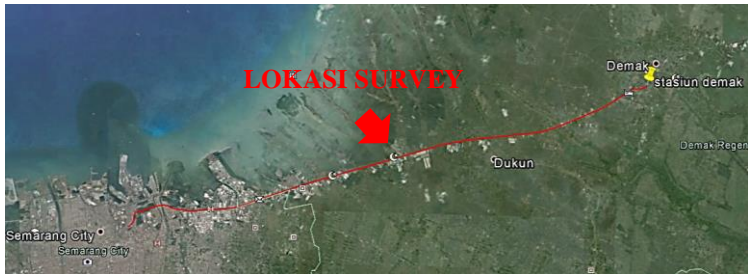 LOKASI SURVEY
Demak
stasiun demak
Demak Regen
Dukun
Semarang City
Semarang City